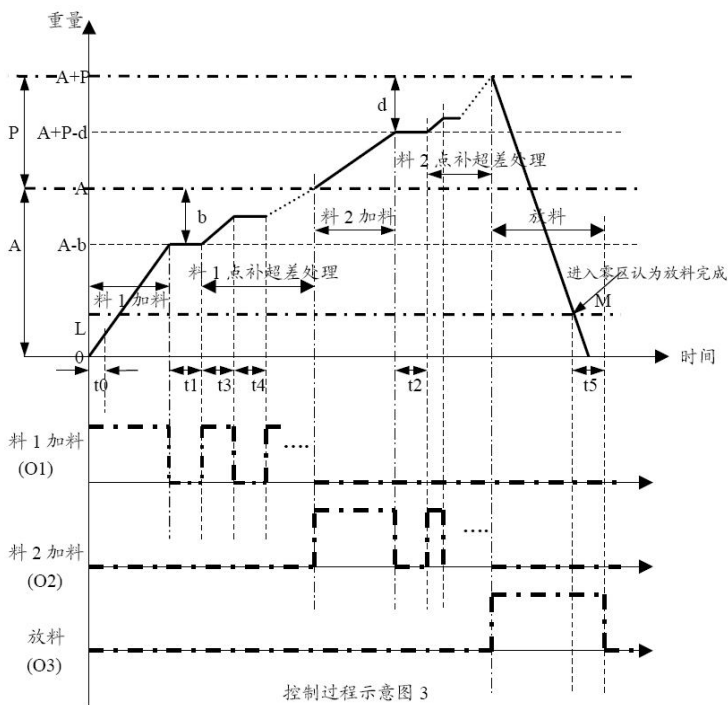 重量
A+P
P
d
A+P-d
料 2 点补超差处理
A
b
料 2 加料
放料
A
A-b
料 1 点补超差处理
进入零区认为放料完成
料 1 加料
M
L
0
时间
t0
t1
t3
t4
t2
t5
料 1 加料
(O1)
....
料 2 加料
(O2)
....
放料
(O3)
控制过程示意图 3